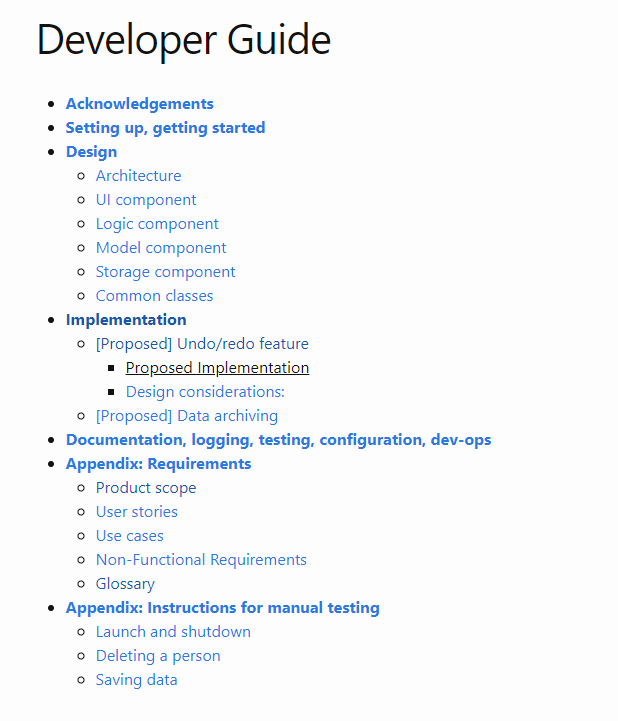 Developer Guide
Acknowledgements
Setting up, getting started
Design
Architecture
UI component
Logic component
Model component
Storage component
Common classes
Implementation
[Proposed] Undo/redo feature
Proposed Implementation
Design considerations:
[Proposed] Data archiving
Documentation, logging, testing, configuration, dev-ops
Appendix: Requirements
Product scope
User stories
Use cases
Non-Functional Requirements
Glossary
Appendix: Instructions for manual testing
Launch and shutdown
Deleting a person
Saving data